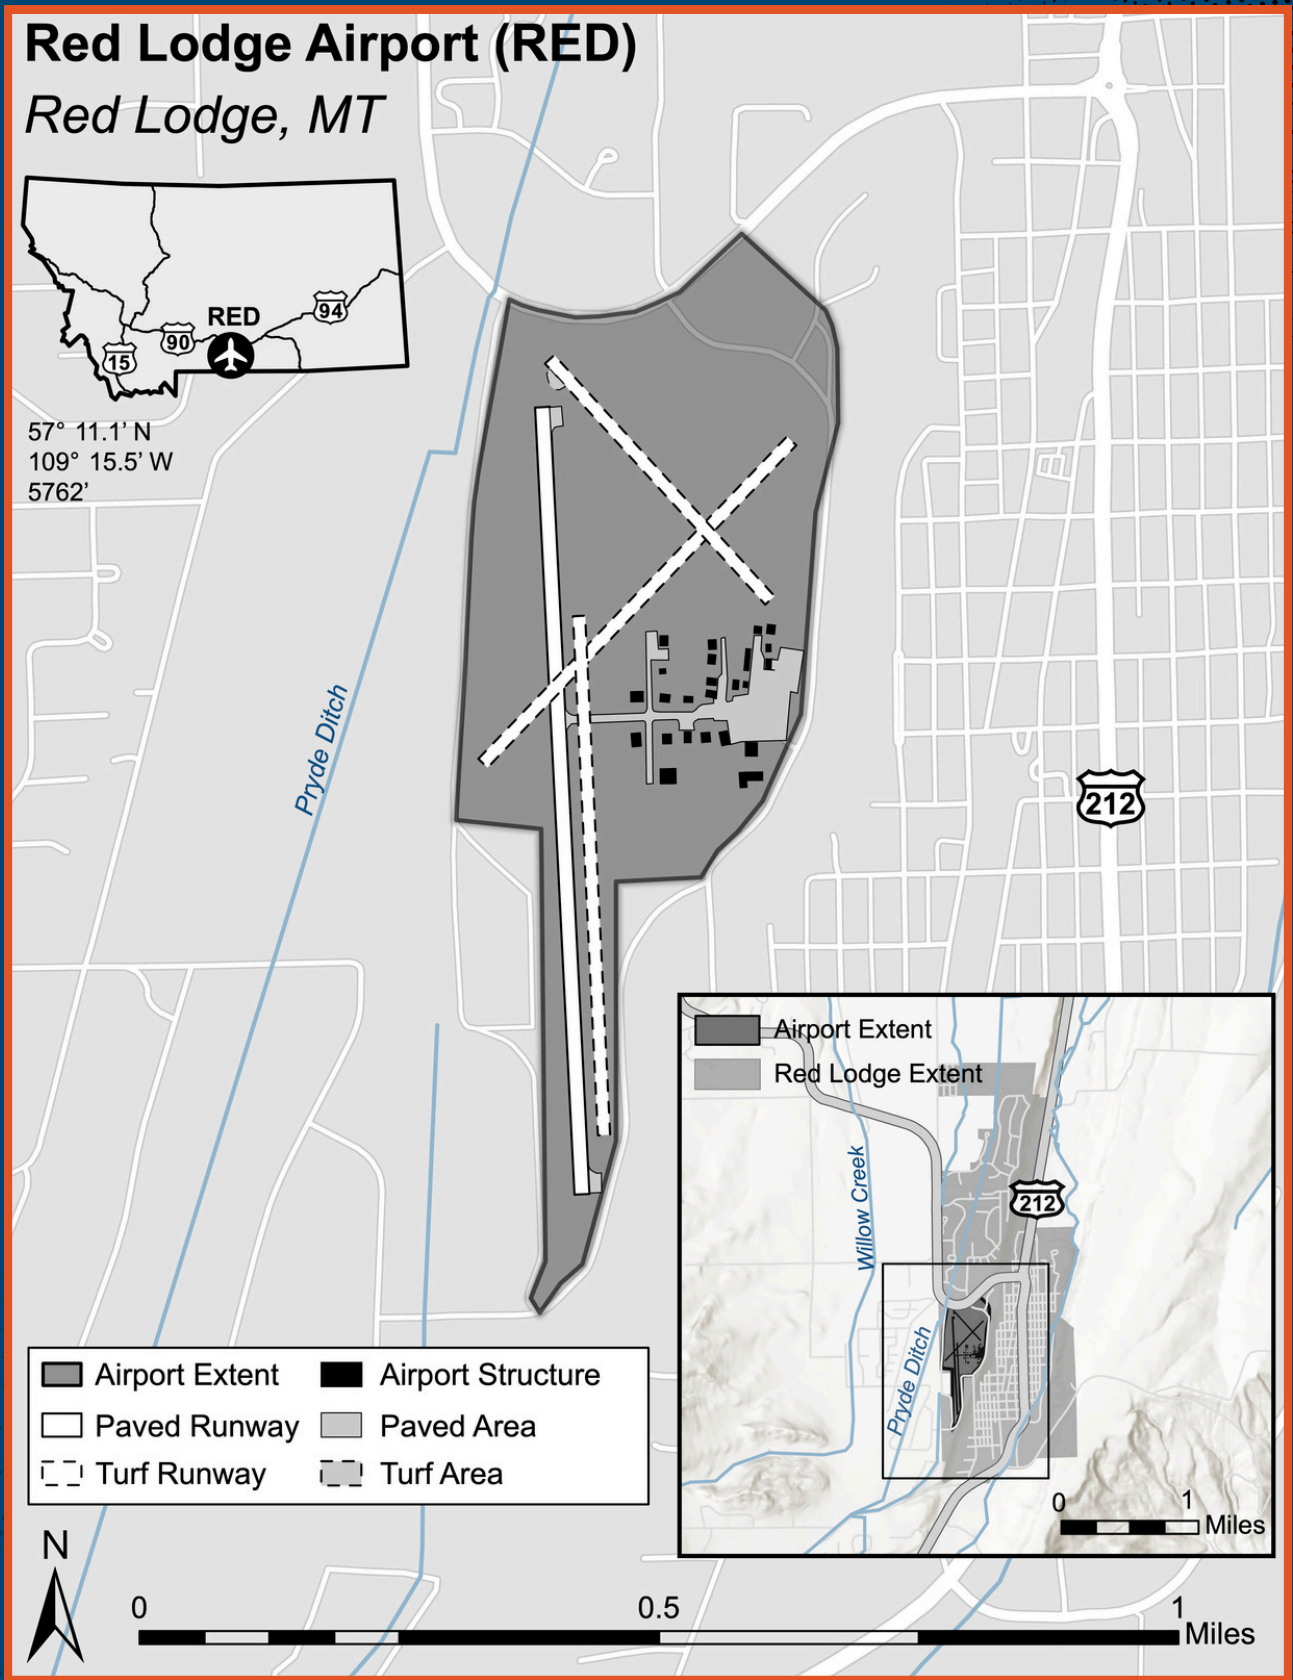 Red Lodge Airport (RED)
Red Lodge, MT
RED
94
90
15
57° 11.1’ N
109° 15.5’ W
5762’
Pryde Ditch
212
Airport Extent
Red Lodge Extent
Willow Creek
212
Pryde Ditch
0 1
Miles
Airport Extent
Airport Structure
Paved Runway
Paved Area
Turf Runway
Turf Area
N
0 0.5 1
Miles